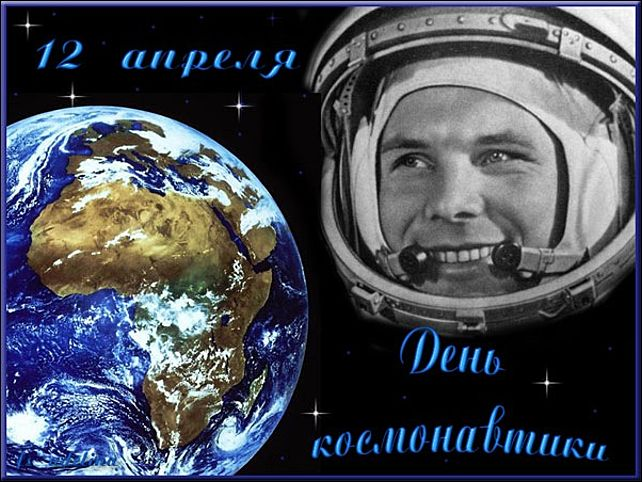 12 апреля
День
космонавтики